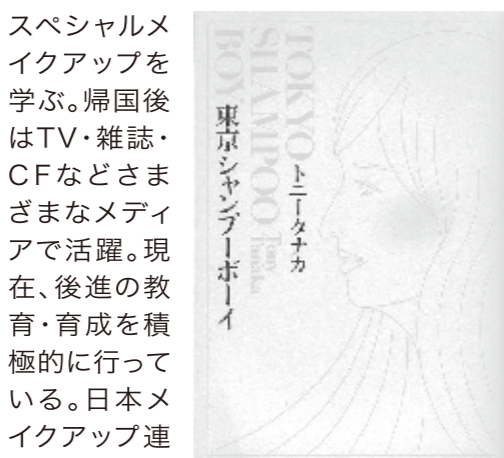 スペシャルメ
イクアップを
学ぶ。帰国後
はTV・雑誌・
CFなどさま
ざまなメディ
アで活躍。現
在、後進の教
育・育成を積
極的に行って
いる。日本メ
イクアップ連
TOKYO
SHAMPOO
BOY
Tony
Tanaka
トニータナカ
東京シャンプーボーイ